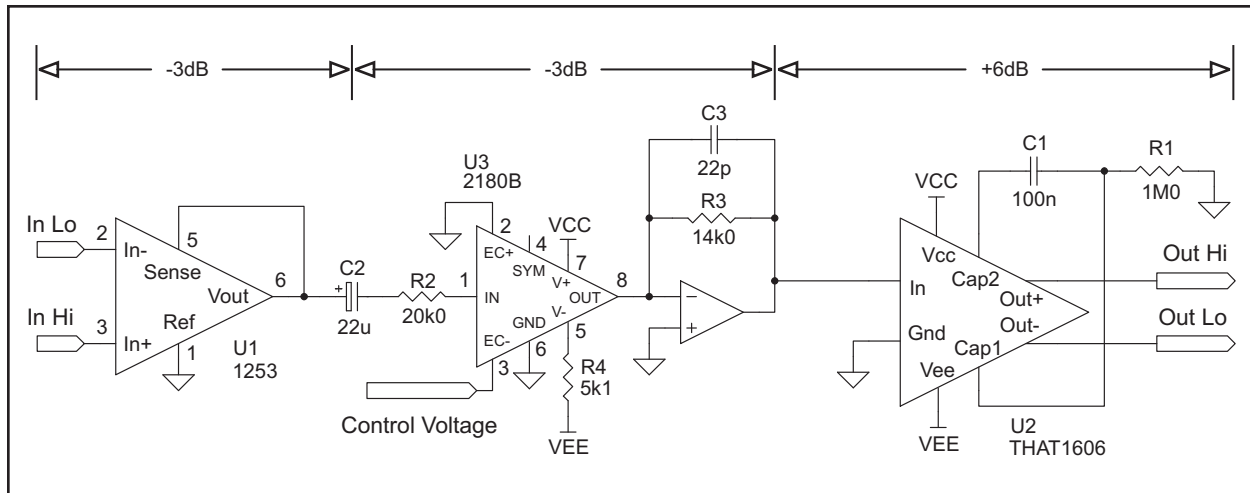 -3dB
-3dB
+6dB
In Lo
2
In-
5
Sense
Vout
6
In Hi
3
In+
Ref
1
U1
1253
C2
+
22u
R2
20k0
U3
2180B
2
EC+
4
SYM
VCC
7
V+
1
IN
OUT
8
V-
5
GND
6
EC-
3
Control Voltage
R4
5k1
VEE
C3
22p
R3
14k0
−
+
VCC
Vcc
In
Gnd
Vee
VEE
Cap2
Out+
Out-
Cap1
C1
100n
R1
1M0
Out Hi
Out Lo
U2
THAT1606